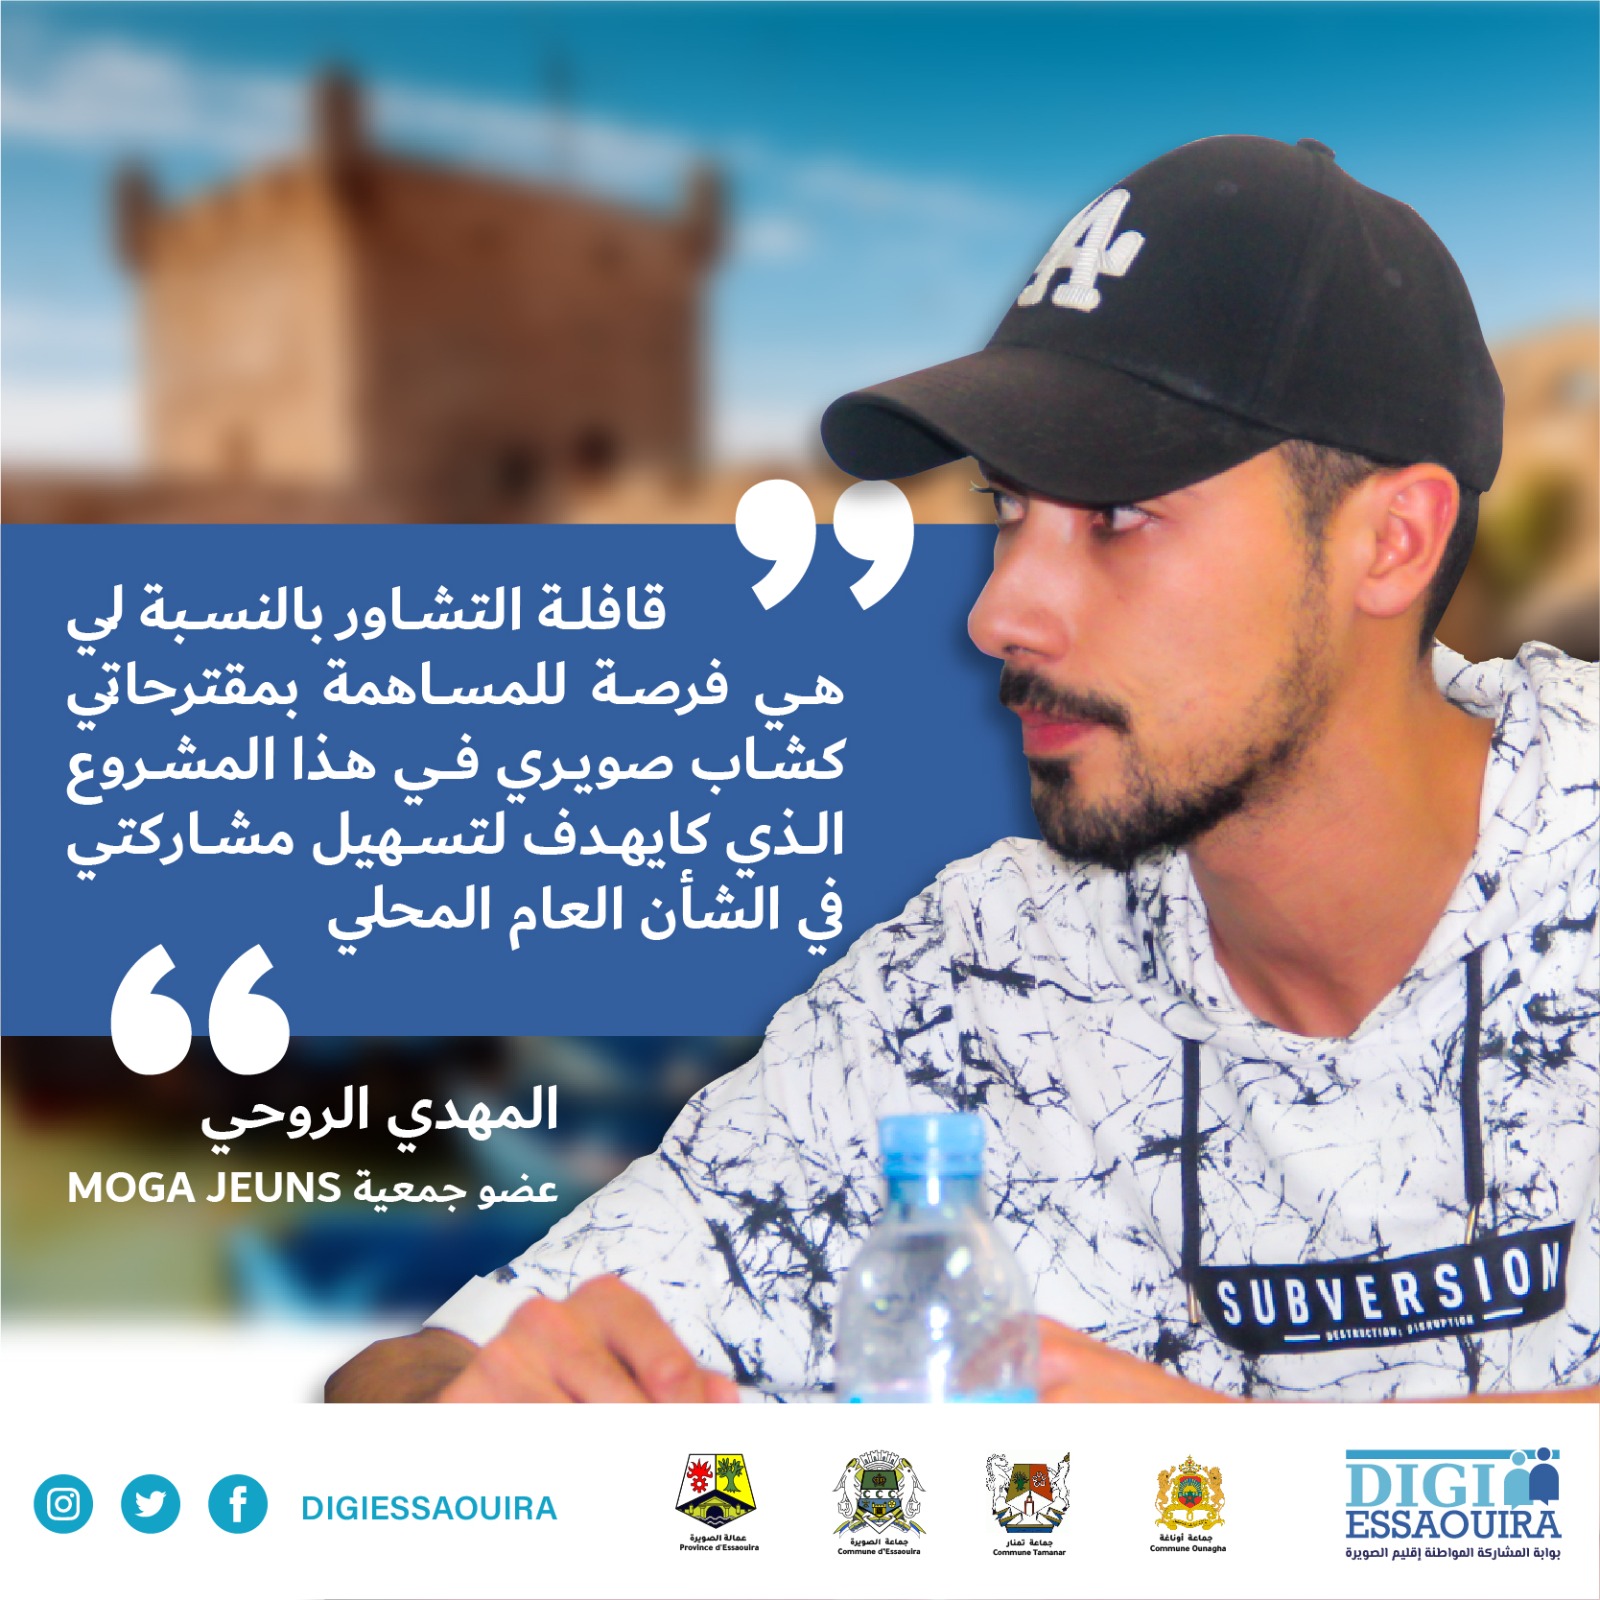 A
قافلة التشاور بالنسبة لي
هي فرصة للمساهمة بمقترحاتي
كشاب صويري في هذا المشروع
الذي كايهدف لتسهيل مشاركتي
في الشأن العام المحلي
المهدي الروحي
عضو جمعية MOGA JEUNS
SUBVERSION
DESTRUCTION, DISRUPTION
DIGIESSAOUIRA
عمالة الصويرة
Province d'Essaouira
جماعة الصويرة
Commune d'Essaouira
جماعة تمنار
Commune Tamanar
جماعة أوناغة
Commune Ounagha
DIGI
ESSAOUIRA
بوابة المشاركة المواطنة إقليم الصويرة